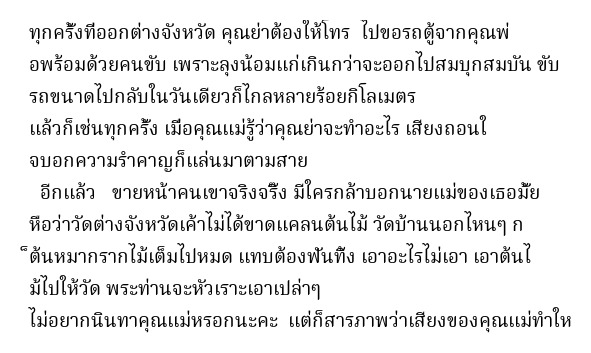 ทุกครั้งที่ออกต่างจังหวัด คุณย่าต้องให้โทร  ไปขอรถตู้จากคุณพ่
อพร้อมด้วยคนขับ เพราะลุงน้อมแก่เกินกว่าจะออกไปสมบุกสมบัน ขับ
รถขนาดไปกลับในวันเดียวก็ไกลหลายร้อยกิโลเมตร
แล้วก็เช่นทุกครั้ง เมื่อคุณแม่รู้ว่าคุณย่าจะทำอะไร เสียงถอนใ
จบอกความรำคาญก็แล่นมาตามสาย
อีกแล้ว   ขายหน้าคนเขาจริงจริ๊ง มีใครกล้าบอกนายแม่ของเธอมั้ย
หือว่าวัดต่างจังหวัดเค้าไม่ได้ขาดแคลนต้นไม้ วัดบ้านนอกไหนๆ ก
็ต้นหมากรากไม้เต็มไปหมด แทบต้องฟันทิ้ง เอาอะไรไม่เอา เอาต้นไ
ม้ไปให้วัด พระท่านจะหัวเราะเอาเปล่าๆ
ไม่อยากนินทาคุณแม่หรอกนะคะ  แต่ก็สารภาพว่าเสียงของคุณแม่ทำให